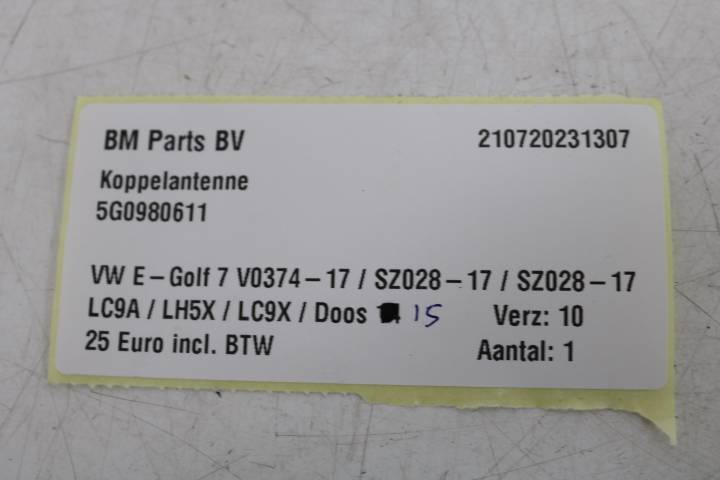 BM Parts BV 210720231307
Koppelantenne
5G0980611
VW E-Golf 7 V0374-17 / SZ028-17 / SZ028-17
LC9A / LH5X / LC9X / Doos 15 Verz: 10
25 Euro incl. BTW Aantal: 1